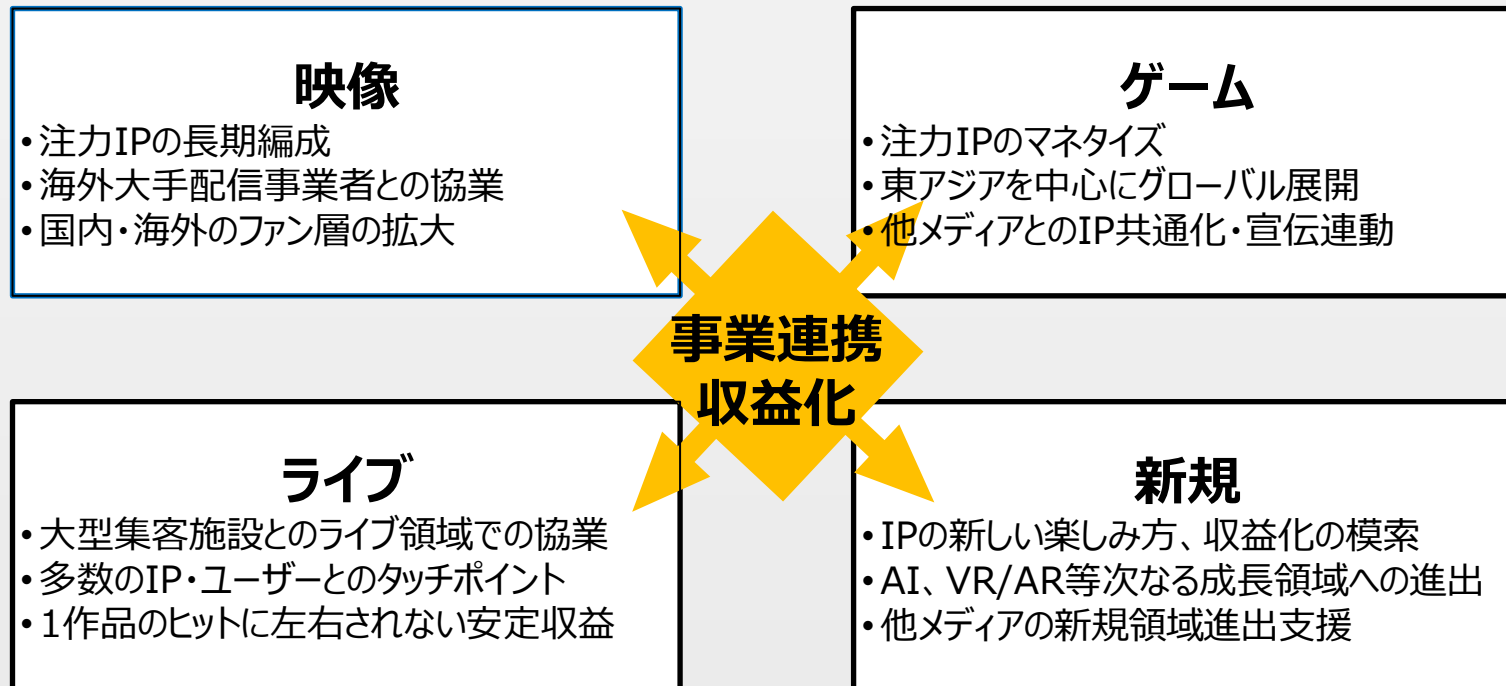 映像
•注力IPの長期編成
•海外大手配信事業者との協業
•国内・海外のファン層の拡大
ゲーム
•注力IPのマネタイズ
•東アジアを中心にグローバル展開
•他メディアとのIP共通化・宣伝連動
事業連携
収益化
ライブ
•大型集客施設とのライブ領域での協業
•多数のIP・ユーザーとのタッチポイント
•1作品のヒットに左右されない安定収益
新規
•IPの新しい楽しみ方、収益化の模索
•AI、VR/AR等次なる成長領域への進出
•他メディアの新規領域進出支援